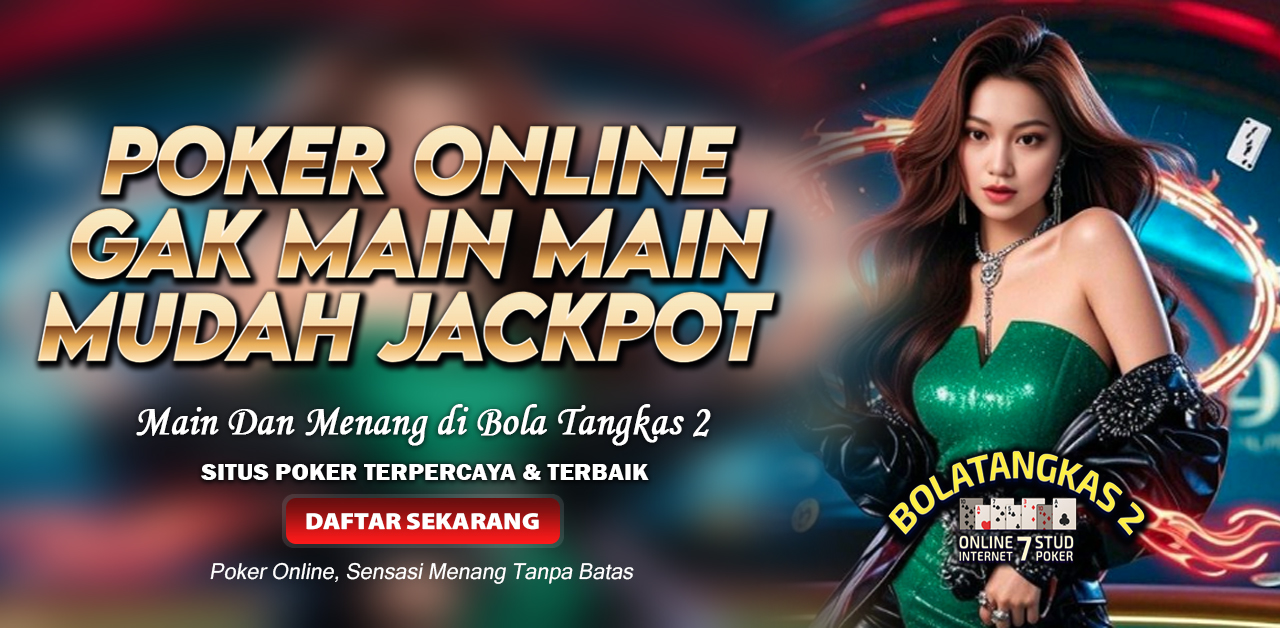 POKER ONLINE
GAK MAIN MAIN
MUDAH JACKPOT
Main Dan Menang di Bola Tangkas 2
SITUS POKER TERPERCAYA & TERBAIK
DAFTAR SEKARANG
Poker Online, Sensasi Menang Tanpa Batas
BOLATANGKAS 2
ONLINE 7 STUD
INTERNET POKER